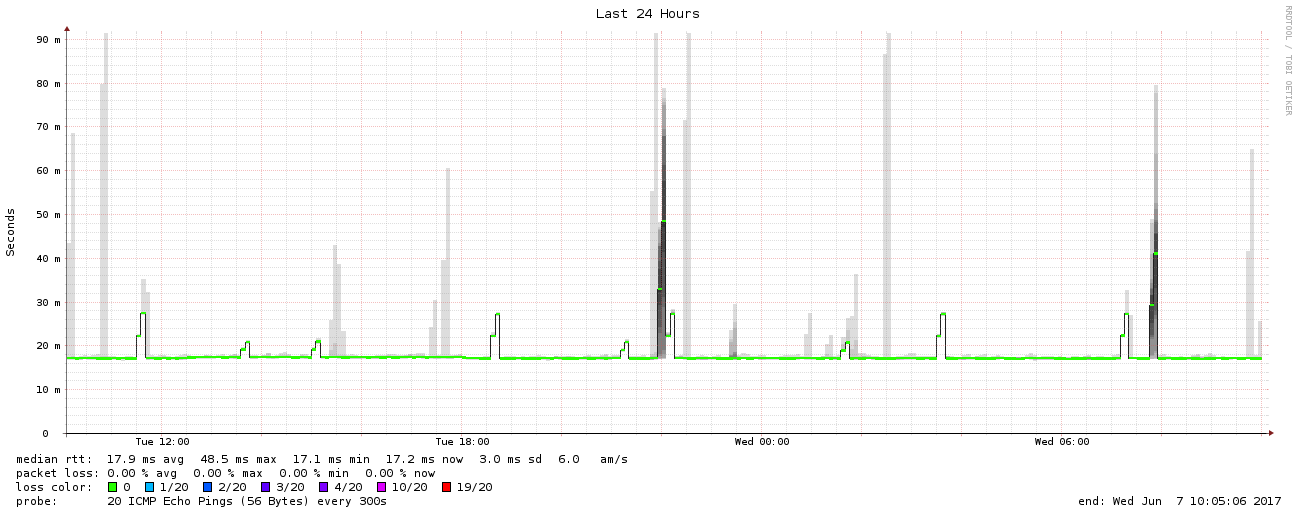 Last 24 Hours
RRDTOOL / TOBI OETIKER
Seconds
90 m
80 m
70 m
60 m
50 m
40 m
30 m
20 m
10 m
0
Tue 12:00 Tue 18:00 Wed 00:00 Wed 06:00
median rtt: 17.9 ms avg 48.5 ms max 17.1 ms min 17.2 ms now 3.0 ms sd 6.0 am/s
packet loss: 0.00 % avg 0.00 % max 0.00 % min 0.00 % now
loss color: 0 1/20 2/20 3/20 4/20 10/20 19/20
probe: 20 ICMP Echo Pings (56 Bytes) every 300s end: Wed Jun 7 10:05:06 2017